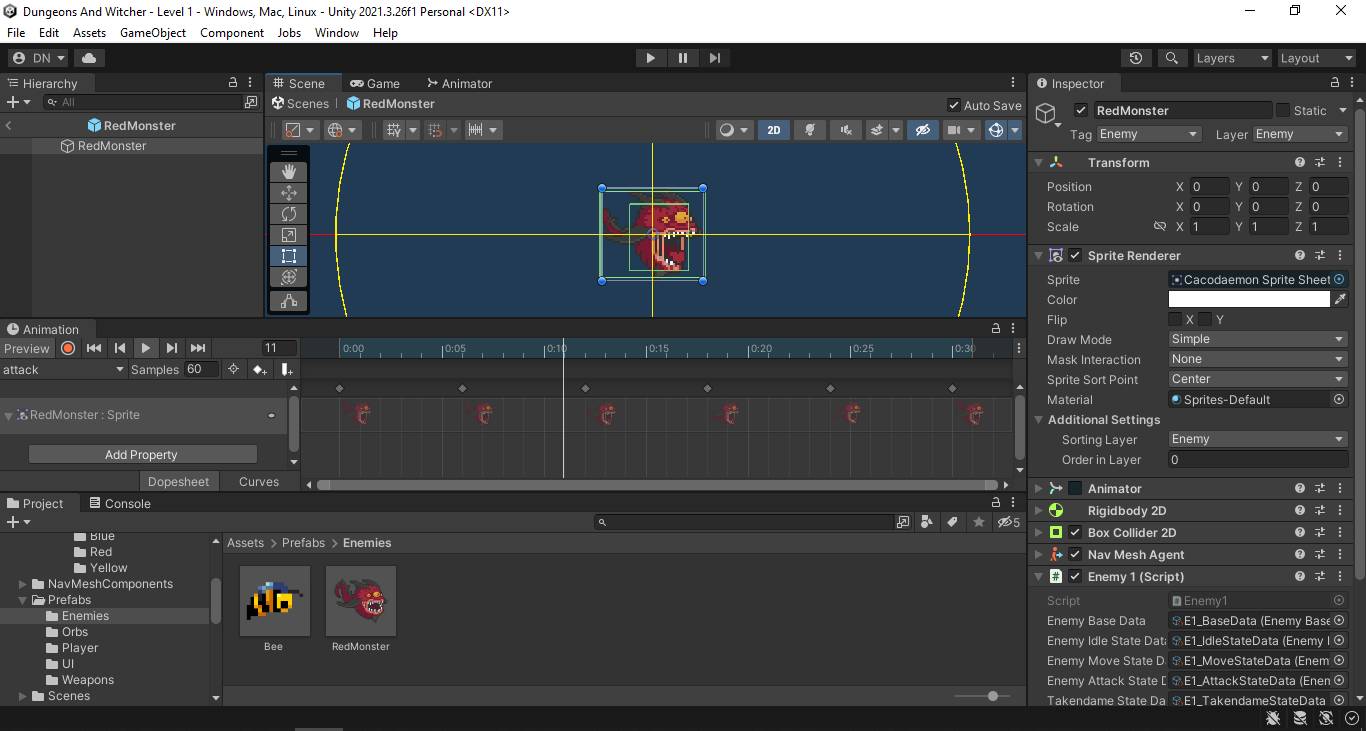 Dungeons And Witcher - Level 1 - Windows, Mac, Linux - Unity 2021.3.26f1 Personal <DX11>
File Edit Assets GameObject Component Jobs Window Help
DN Layers Layout
Hierarchy
All
RedMonster
RedMonster
Scene Game Animator
Scenes RedMonster Auto Save
2D
Animation
Preview 11
attack Samples 60
0:00 0:05 0:10 0:15 0:20 0:25 0:30
RedMonster : Sprite
Add Property
Dopesheet Curves
Project Console
5
Blue
Red
Yellow
NavMeshComponents
Prefabs
Enemies
Orbs
Player
UI
Weapons
Scenes
Assets Prefabs Enemies
Bee RedMonster
Inspector
RedMonster Static
Tag Enemy Layer Enemy
Transform
Position X 0 Y 0 Z 0
Rotation X 0 Y 0 Z 0
Scale X 1 Y 1 Z 1
Sprite Renderer
Sprite Cacodaemon Sprite Sheet
Color
Flip X Y
Draw Mode Simple
Mask Interaction None
Sprite Sort Point Center
Material Sprites-Default
Additional Settings
Sorting Layer Enemy
Order in Layer 0
Animator
Rigidbody 2D
Box Collider 2D
Nav Mesh Agent
Enemy 1 (Script)
Script Enemy1
Enemy Base Data E1_BaseData (Enemy Base
Enemy Idle State Data E1_IdleStateData (Enemy I
Enemy Move State D E1_MoveStateData (Enem
Enemy Attack State D E1_AttackStateData (Enem
Takendame State Da E1_TakendameStateData